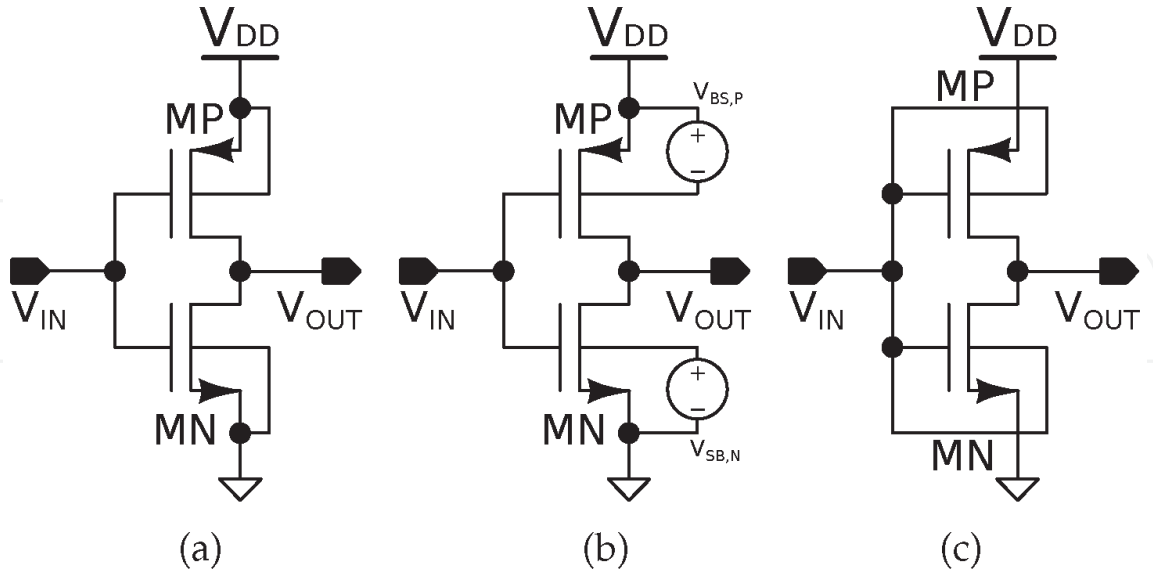 VDD
MP
VIN
VOUT
MN
(a)
VDD
VBS,P
MP
+
−
VIN
VOUT
+
−
MN
VSB,N
(b)
VDD
MP
VIN
VOUT
MN
(c)